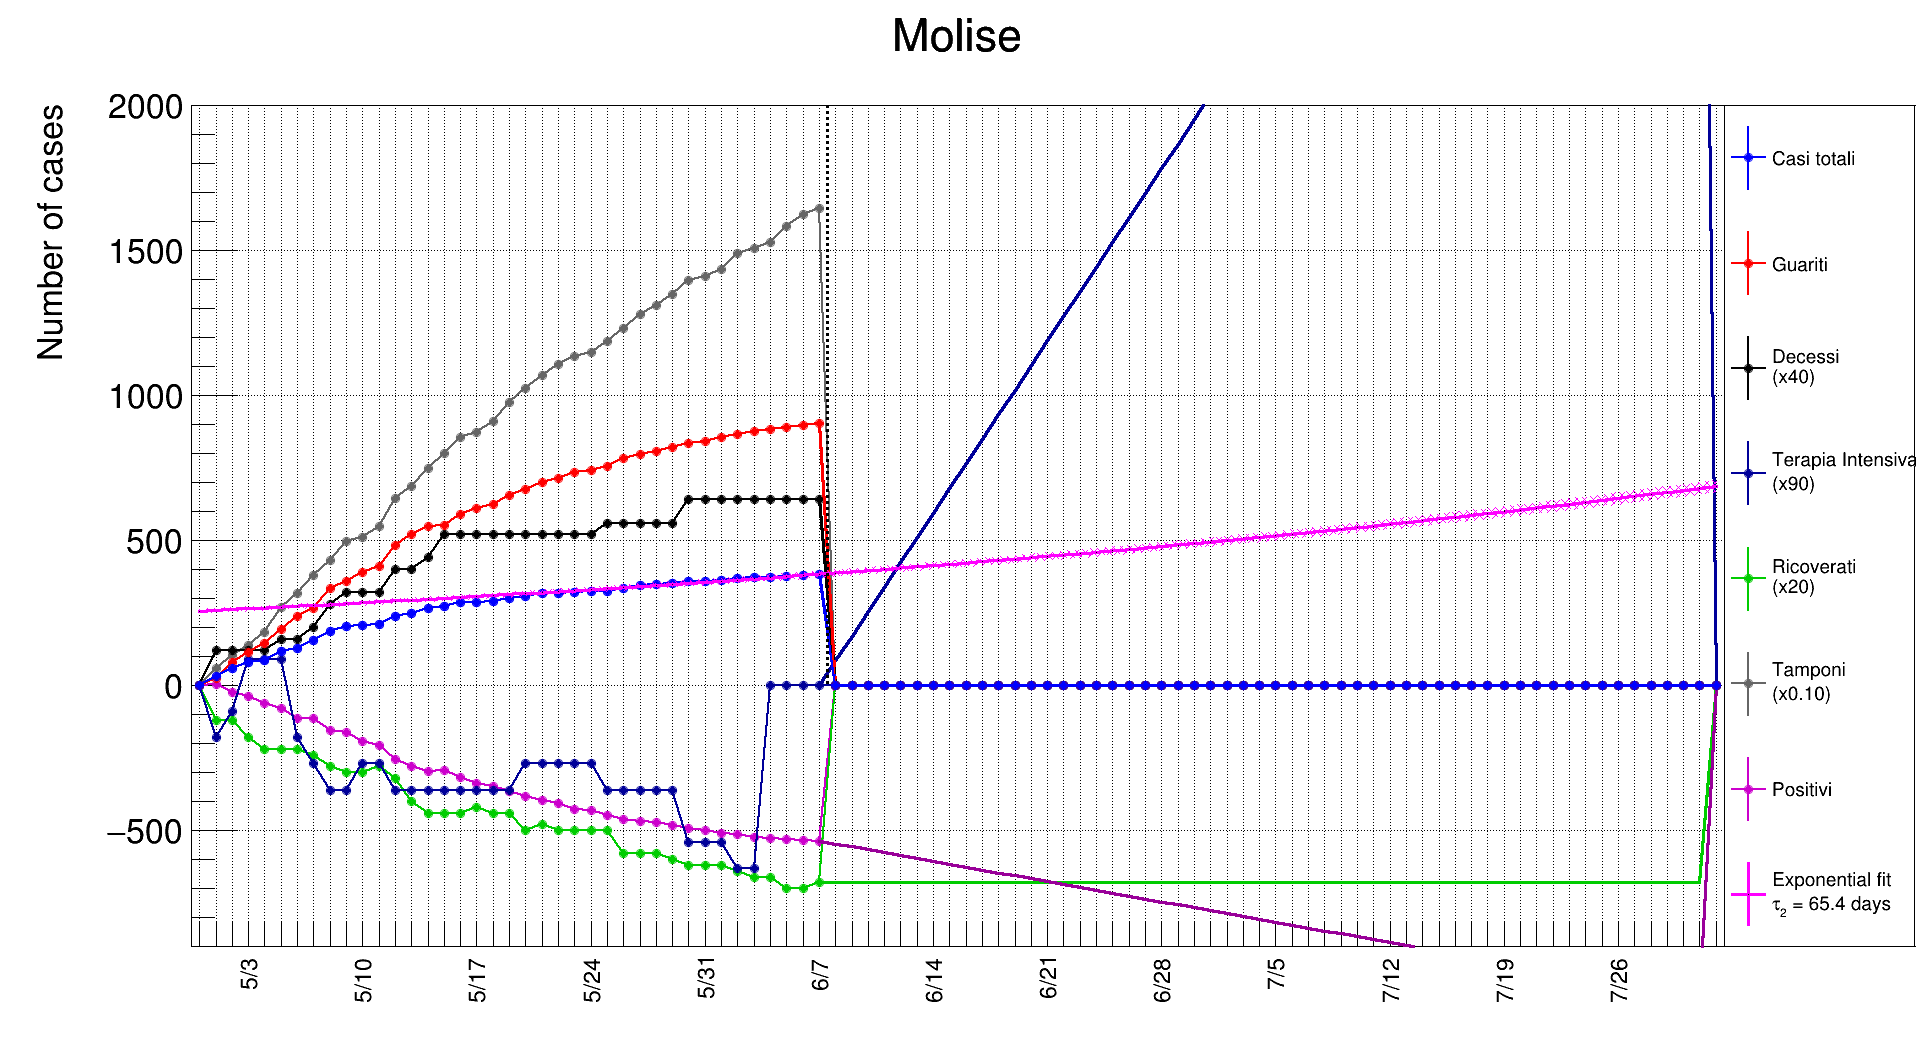 Molise
Number of cases
2000
1500
1000
500
0
−500
5/3
5/10
5/17
5/24
5/31
6/7
6/14
6/21
6/28
7/5
7/12
7/19
7/26
Casi totali
Guariti
Decessi
(x40)
Terapia Intensiva
(x90)
Ricoverati
(x20)
Tamponi
(x0.10)
Positivi
Exponential fit
τ2 = 65.4 days